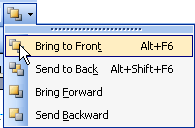 Bring to Front Alt+F6
Send to Back Alt+Shift+F6
Bring Forward
Send Backward